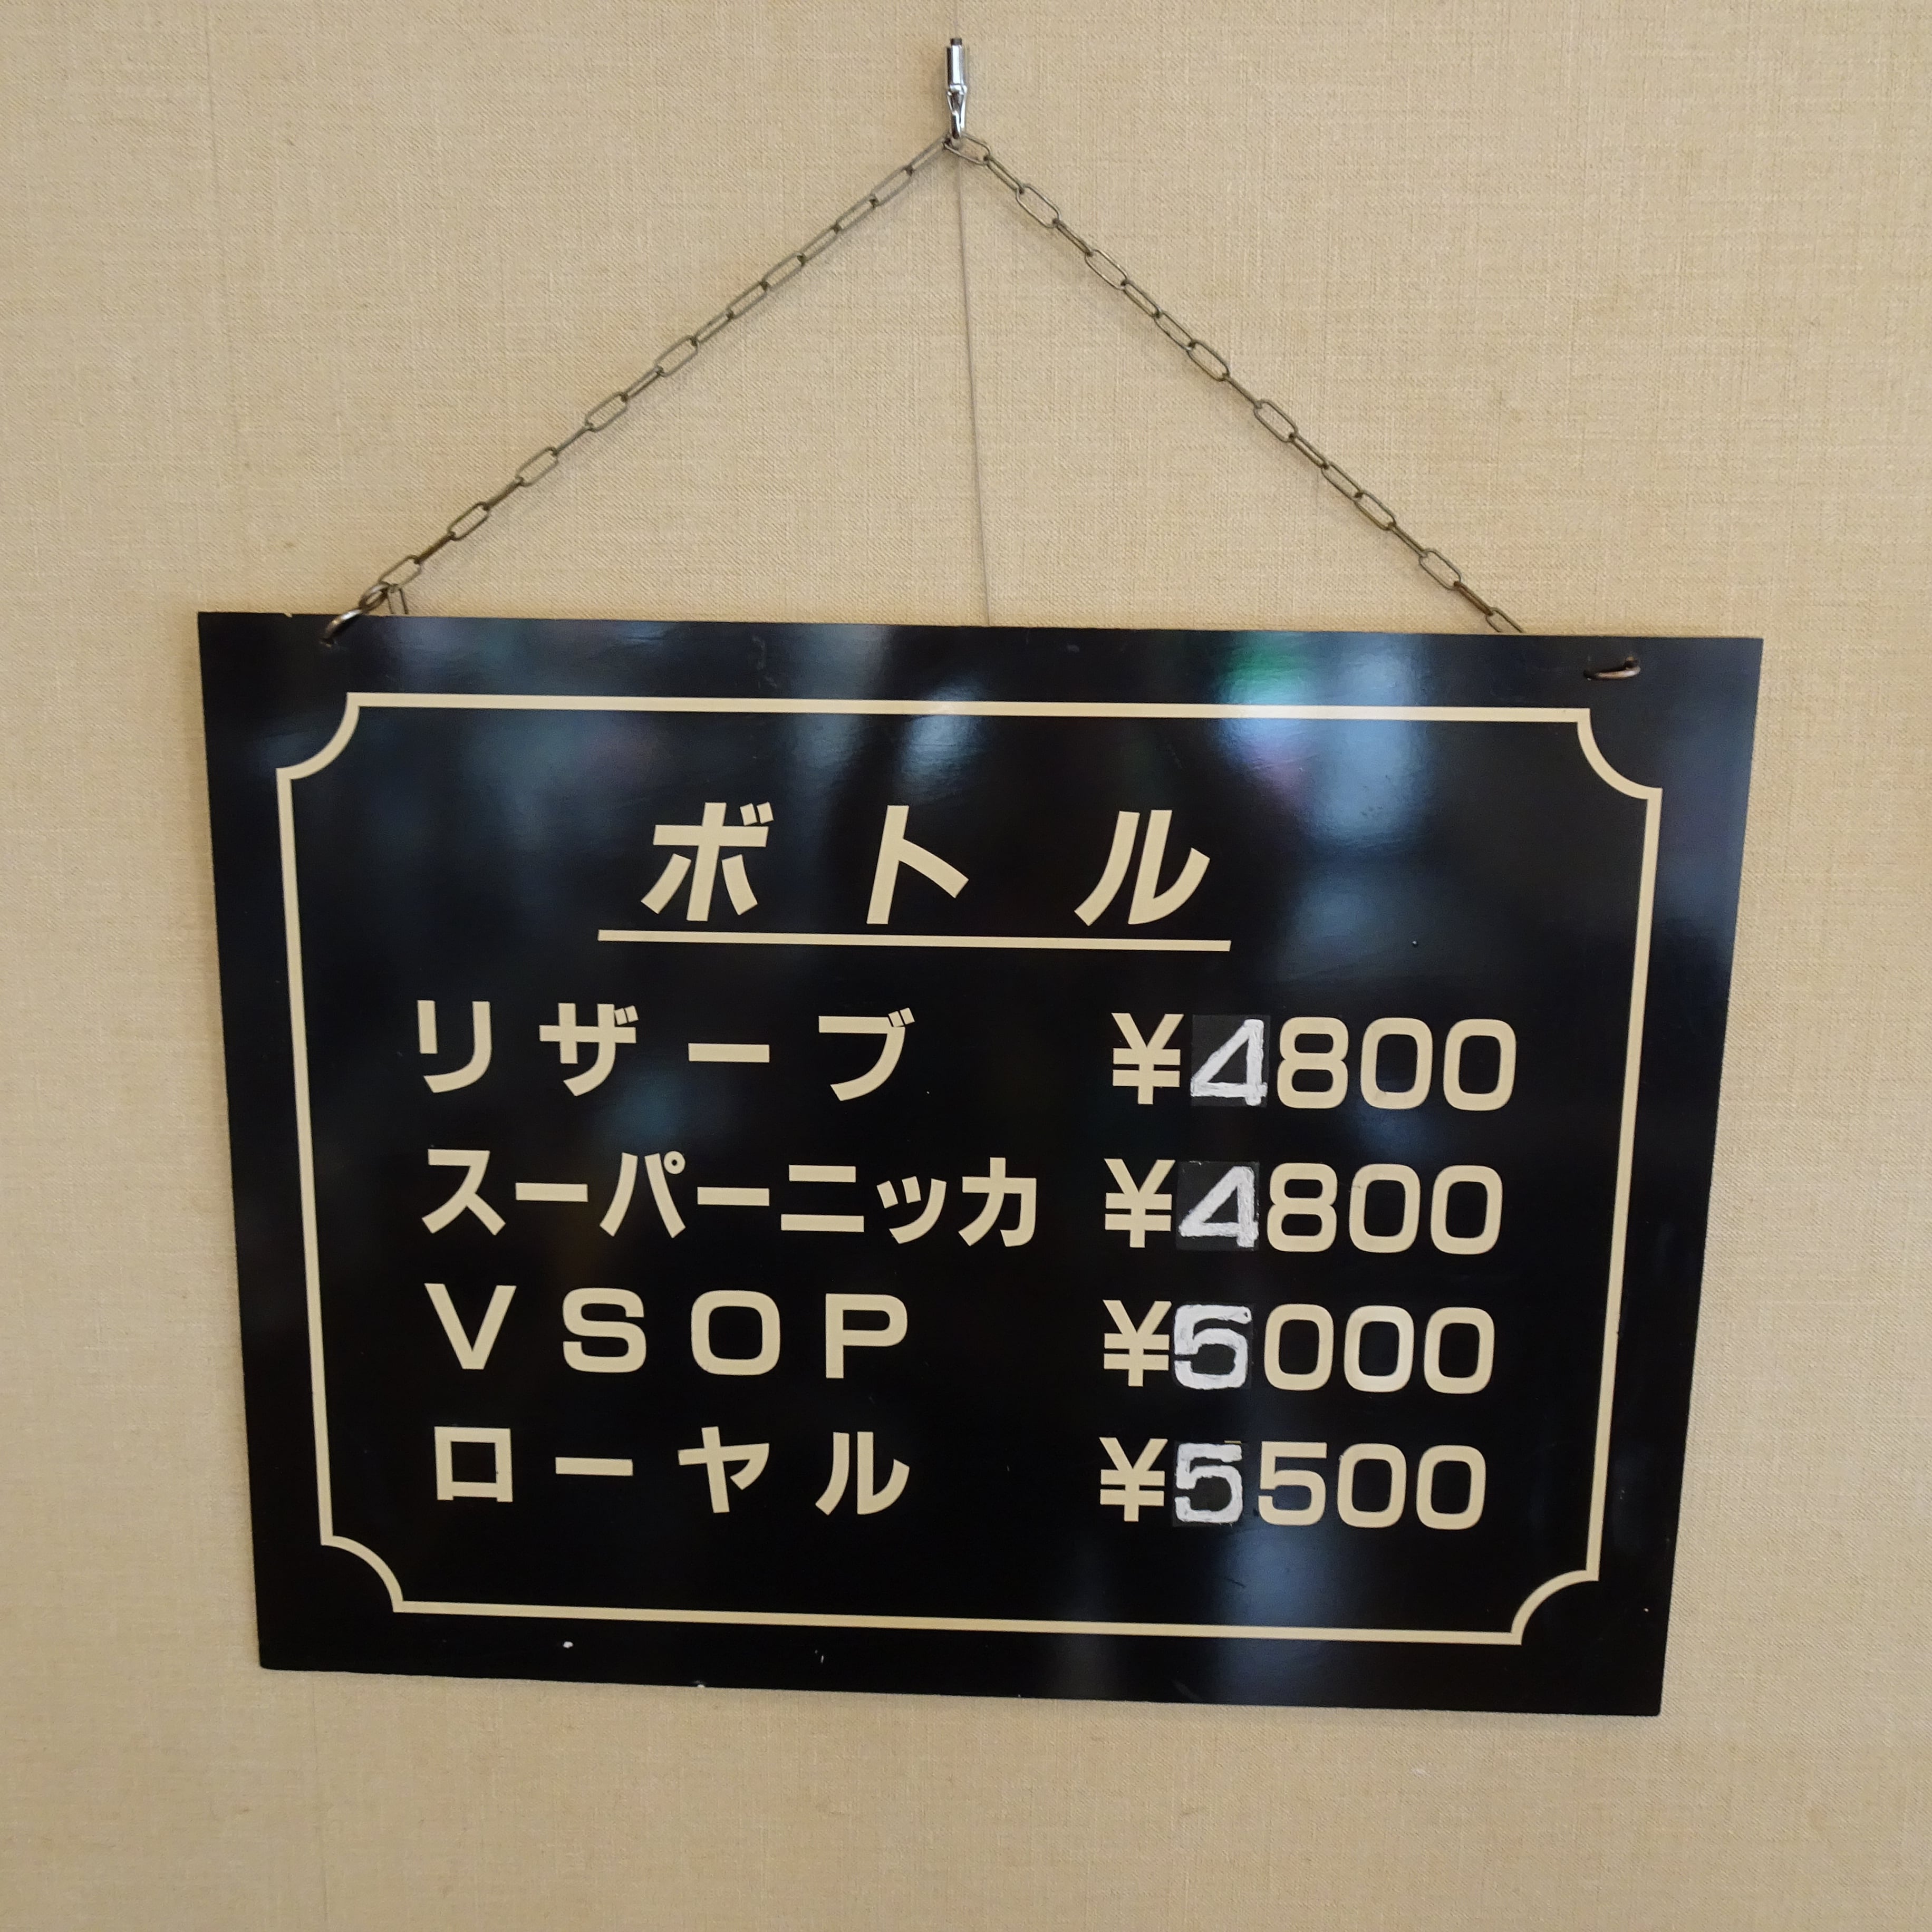 ボトル
リザーブ ¥4800
スーパーニッカ ¥4800
VSOP ¥5000
ローヤル ¥5500